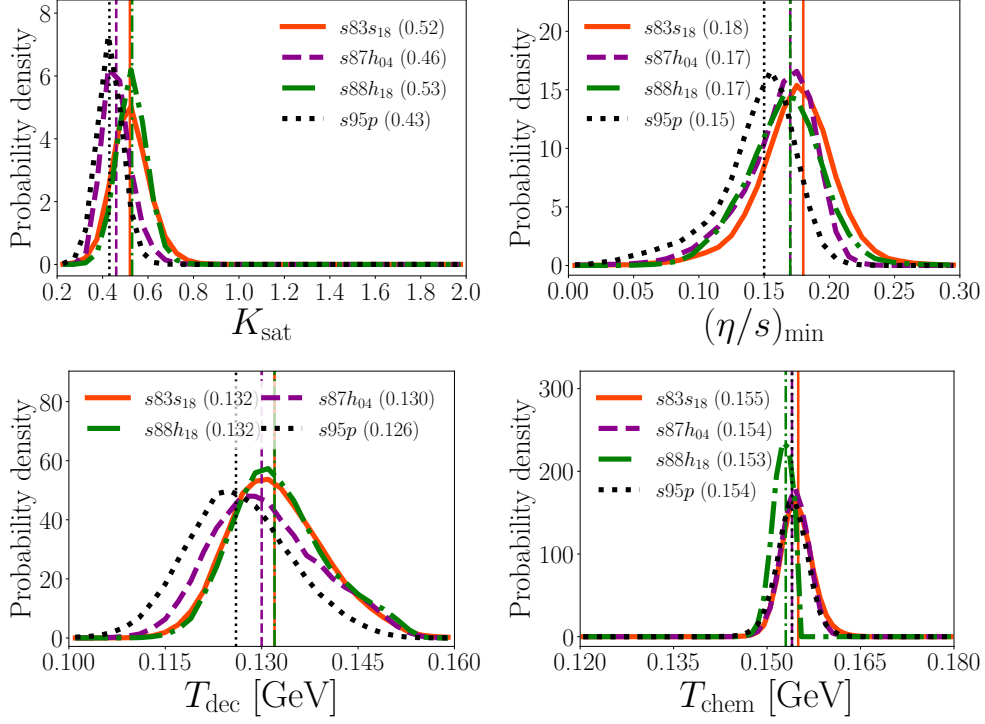 Probability density
8
6
4
2
0
s83s18 (0.52)
s87h04 (0.46)
s88h18 (0.53)
s95p (0.43)
0.2 0.4 0.6 0.8 1.0 1.2 1.4 1.6 1.8 2.0
Ksat
Probability density
20
15
10
5
0
s83s18 (0.18)
s87h04 (0.17)
s88h18 (0.17)
s95p (0.15)
0.00 0.05 0.10 0.15 0.20 0.25 0.30
(η/s)min
Probability density
80
60
40
20
0
s83s18 (0.132) s87h04 (0.130)
s88h18 (0.132) s95p (0.126)
0.100 0.115 0.130 0.145 0.160
Tdec [GeV]
Probability density
300
200
100
0
s83s18 (0.155)
s87h04 (0.154)
s88h18 (0.153)
s95p (0.154)
0.120 0.135 0.150 0.165 0.180
Tchem [GeV]